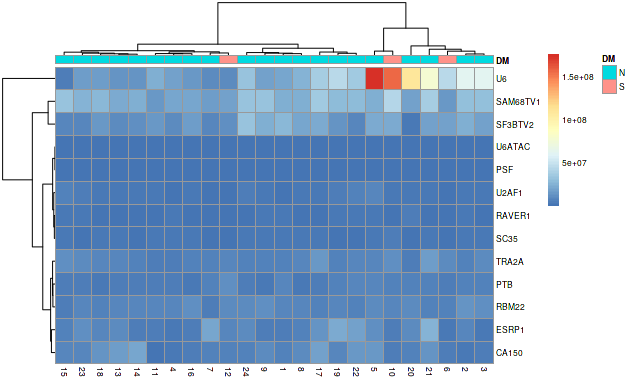 DM
U6
SAM68TV1
SF3BTV2
U6ATAC
PSF
U2AF1
RAVER1
SC35
TRA2A
PTB
RBM22
ESRP1
CA150
15 23 18 13 14 11 4 16 7 12 24 9 1 8 17 19 22 5 10 20 21 6 2 3
1.5e+08
1e+08
5e+07
DM
N
S